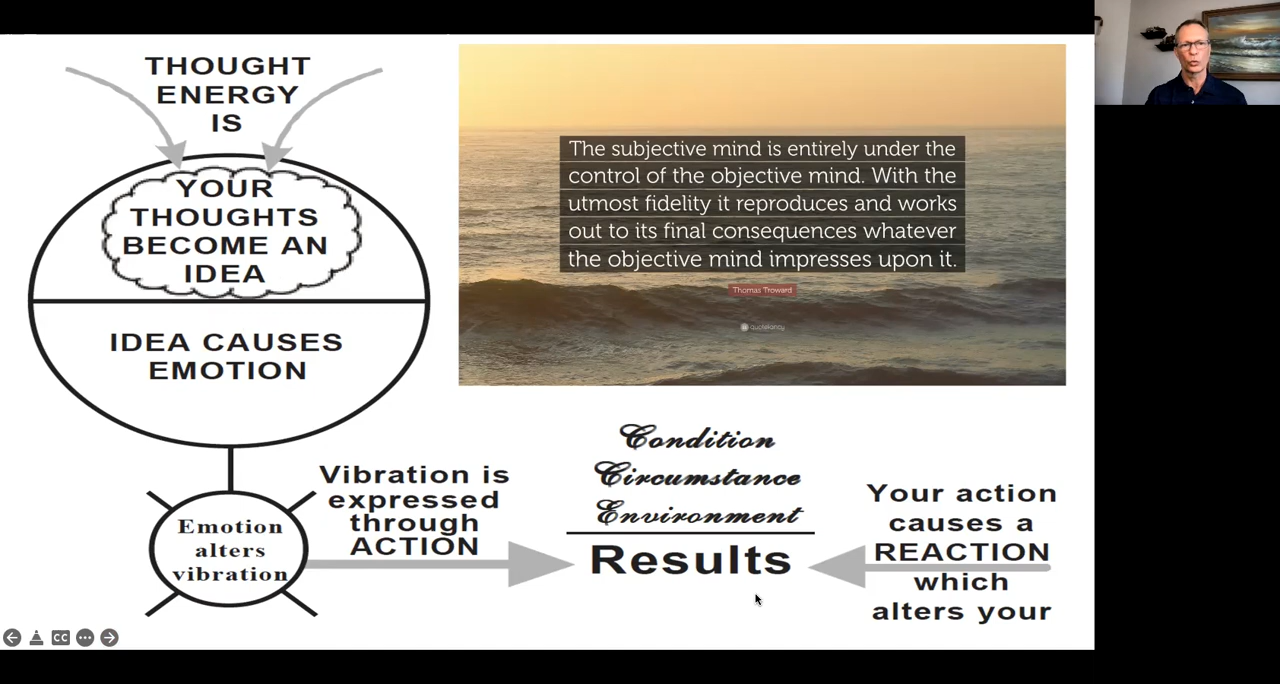 THOUGHT
ENERGY
IS
YOUR
THOUGHTS
BECOME AN
IDEA
IDEA CAUSES
EMOTION
Emotion
alters
vibration
Vibration is
expressed
through
ACTION
The subjective mind is entirely under the
control of the objective mind. With the
utmost fidelity it reproduces and works
out to its final consequences whatever
the objective mind impresses upon it.
Thomas Troward
quotefancy
Condition
Circumstance
Environment
Results
Your action
causes a
REACTION
which
alters your
CC